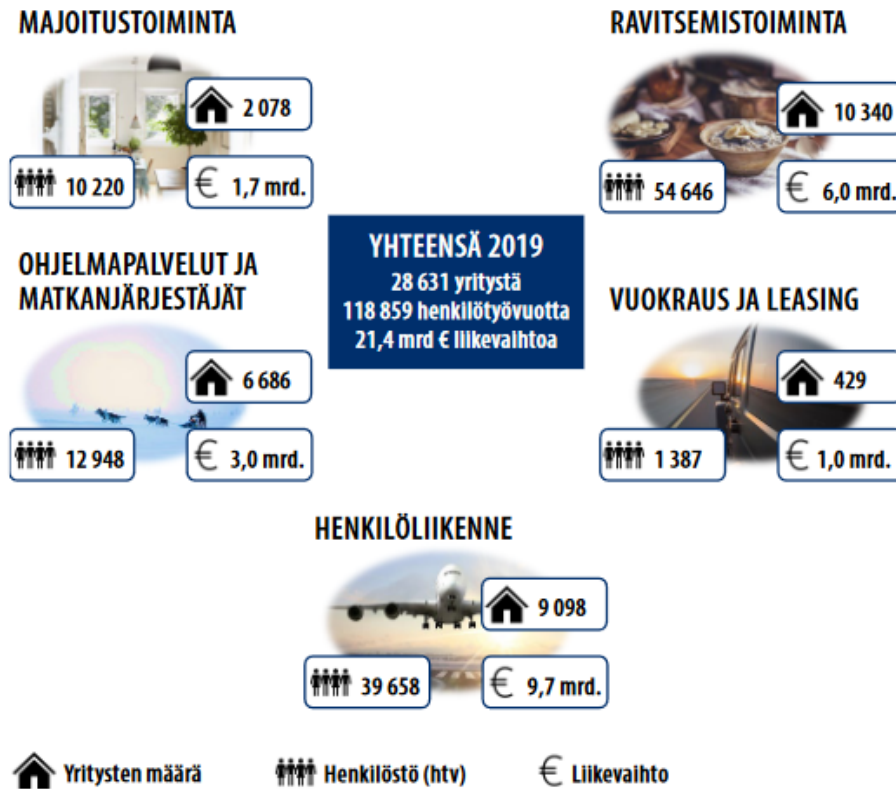 MAJOITUSTOIMINTA
2 078
10 220
€ 1,7 mrd.
RAVITSEMISTOIMINTA
10 340
54 646
€ 6,0 mrd.
OHJELMAPALVELUT JA
MATKANJÄRJESTÄJÄT
6 686
12 948
€ 3,0 mrd.
YHTEENSÄ 2019
28 631 yritystä
118 859 henkilötyövuotta
21,4 mrd € liikevaihtoa
VUOKRAUS JA LEASING
429
1 387
€ 1,0 mrd.
HENKILÖLIIKENNE
9 098
39 658
€ 9,7 mrd.
Yritysten määrä
Henkilöstö (htv)
€ Liikevaihto